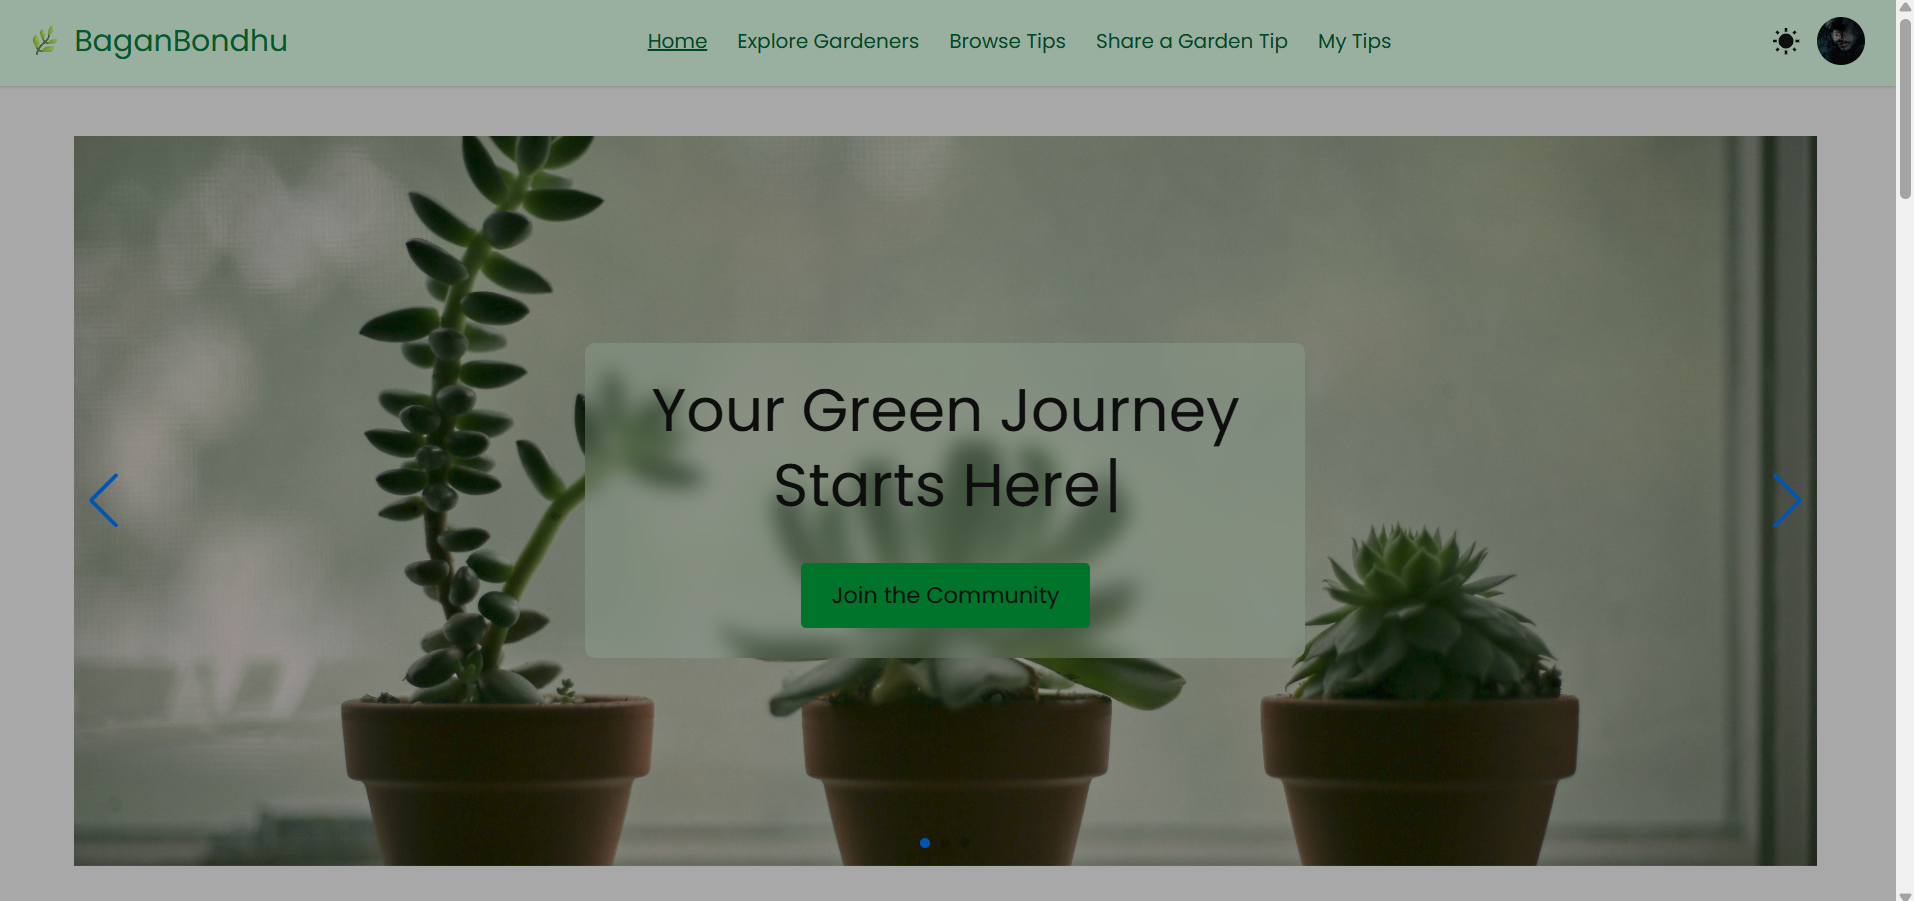 BaganBondhu
Home Explore Gardeners Browse Tips Share a Garden Tip My Tips
Your Green Journey
Starts Here|
Join the Community